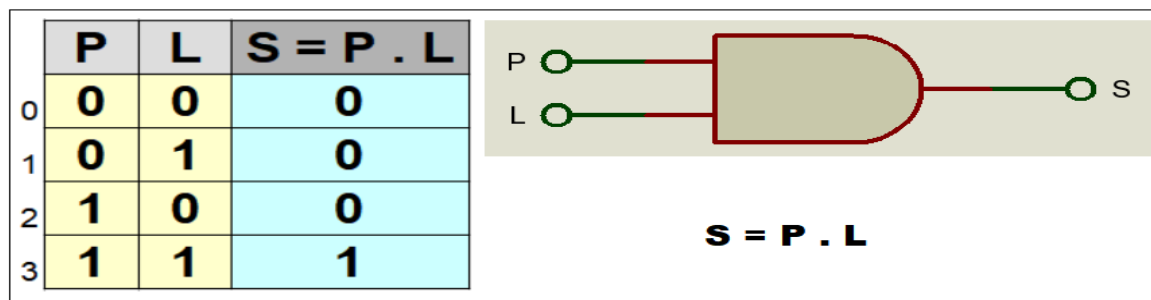 P L S = P . L
0 0 0 0
1 0 1 0
2 1 0 0
3 1 1 1
P
L
S
S = P . L